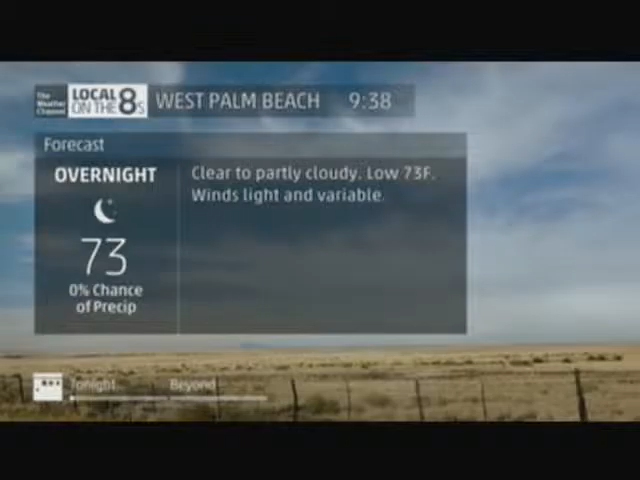 The
Weather
Channel
LOCAL
ON THE 8s
WEST PALM BEACH 9:38
Forecast
OVERNIGHT
73
0% Chance
of Precip
Clear to partly cloudy. Low 73F.
Winds light and variable.
Tonight Beyond